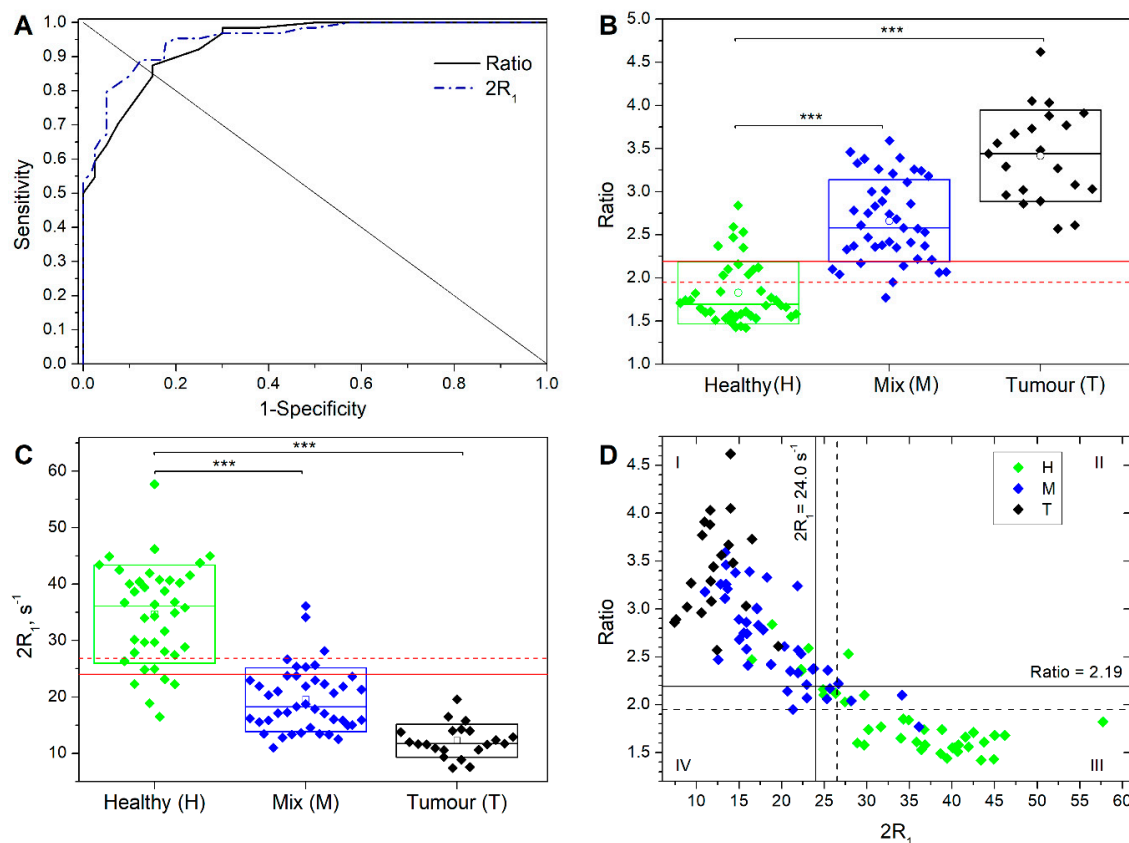 A
Ratio
2R1
Sensitivity
1.0
0.9
0.8
0.7
0.6
0.5
0.4
0.3
0.2
0.1
0.0
0.0 0.2 0.4 0.6 0.8 1.0
1-Specificity
B
***
***
Ratio
5.0
4.5
4.0
3.5
3.0
2.5
2.0
1.5
1.0
Healthy (H) Mix (M) Tumour (T)
C
***
***
2R1, s-1
60
50
40
30
20
10
Healthy (H) Mix (M) Tumour (T)
D
I
II
III
IV
2R1= 24.0 s-1
H
M
T
Ratio = 2.19
Ratio
4.5
4.0
3.5
3.0
2.5
2.0
1.5
10 15 20 25 30 35 40 45 50 55 60
2R1